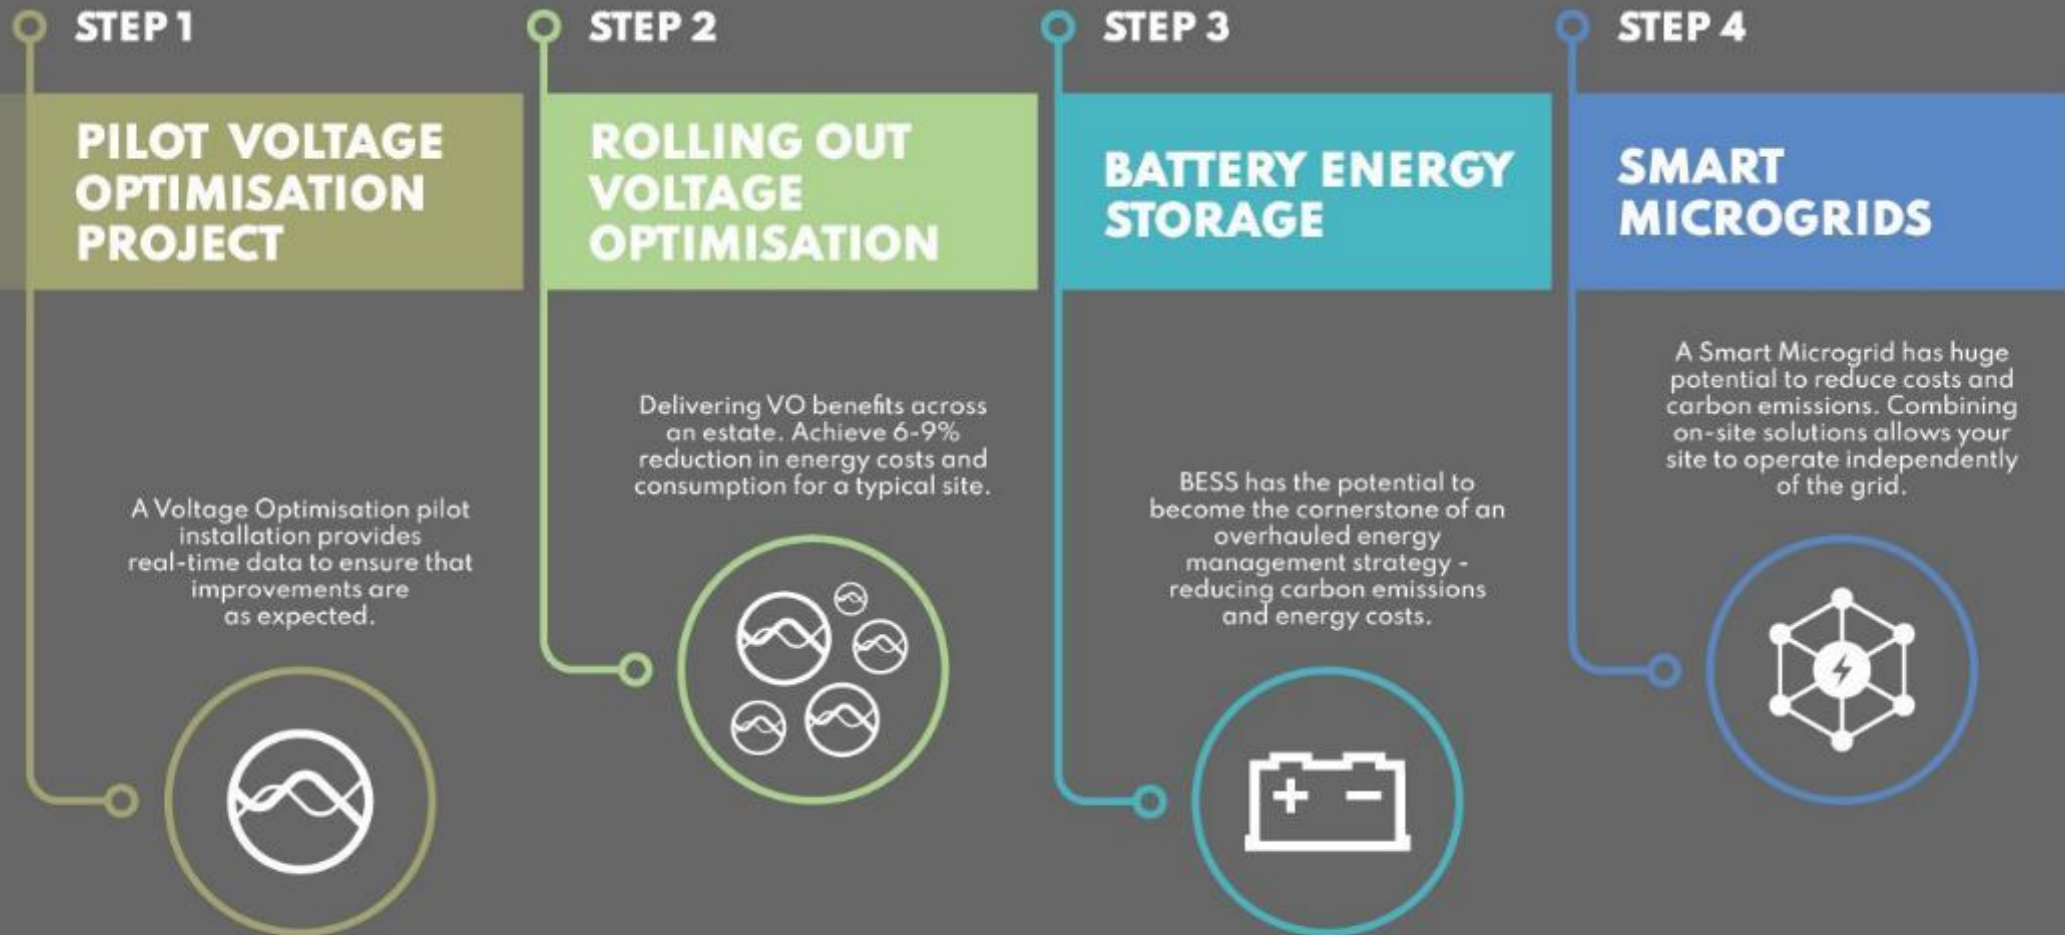 STEP 1
PILOT VOLTAGE
OPTIMISATION
PROJECT
A Voltage Optimisation pilot
installation provides
real-time data to ensure that
improvements are
as expected.
STEP 2
ROLLING OUT
VOLTAGE
OPTIMISATION
Delivering VO benefits across
an estate. Achieve 6-9%
reduction in energy costs and
consumption for a typical site.
STEP 3
BATTERY ENERGY
STORAGE
BESS has the potential to
become the cornerstone of an
overhauled energy
management strategy -
reducing carbon emissions
and energy costs.
STEP 4
SMART
MICROGRIDS
A Smart Microgrid has huge
potential to reduce costs and
carbon emissions. Combining
on-site solutions allows your
site to operate independently
of the grid.